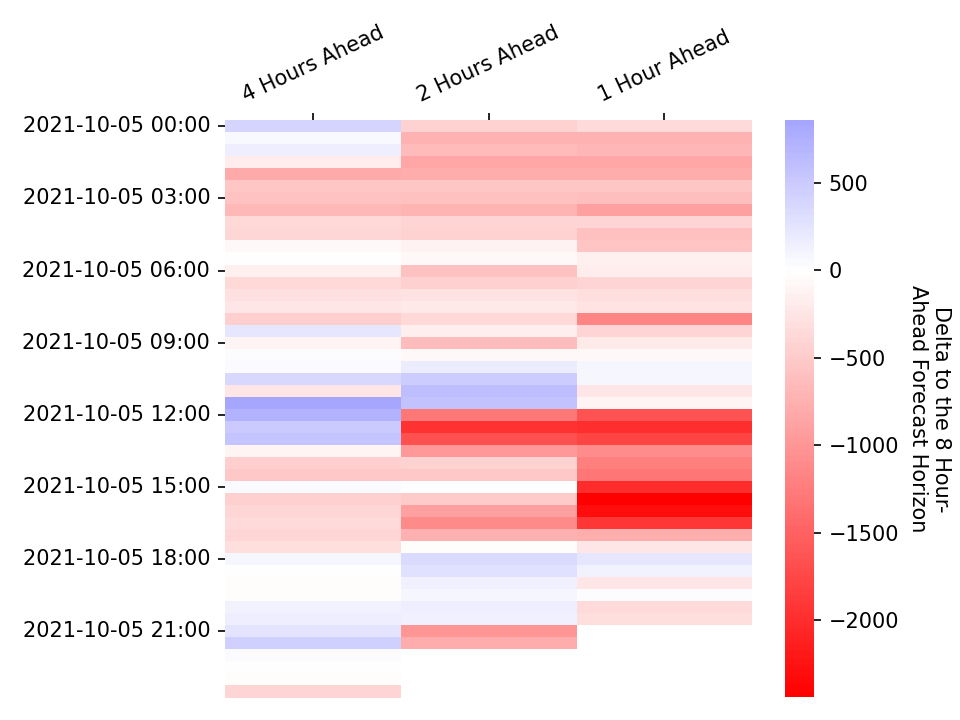 4 Hours Ahead
2 Hours Ahead
1 Hour Ahead
2021-10-05 00:00
2021-10-05 03:00
2021-10-05 06:00
2021-10-05 09:00
2021-10-05 12:00
2021-10-05 15:00
2021-10-05 18:00
2021-10-05 21:00
500
0
−500
−1000
−1500
−2000
Delta to the 8 Hour-
Ahead Forecast Horizon